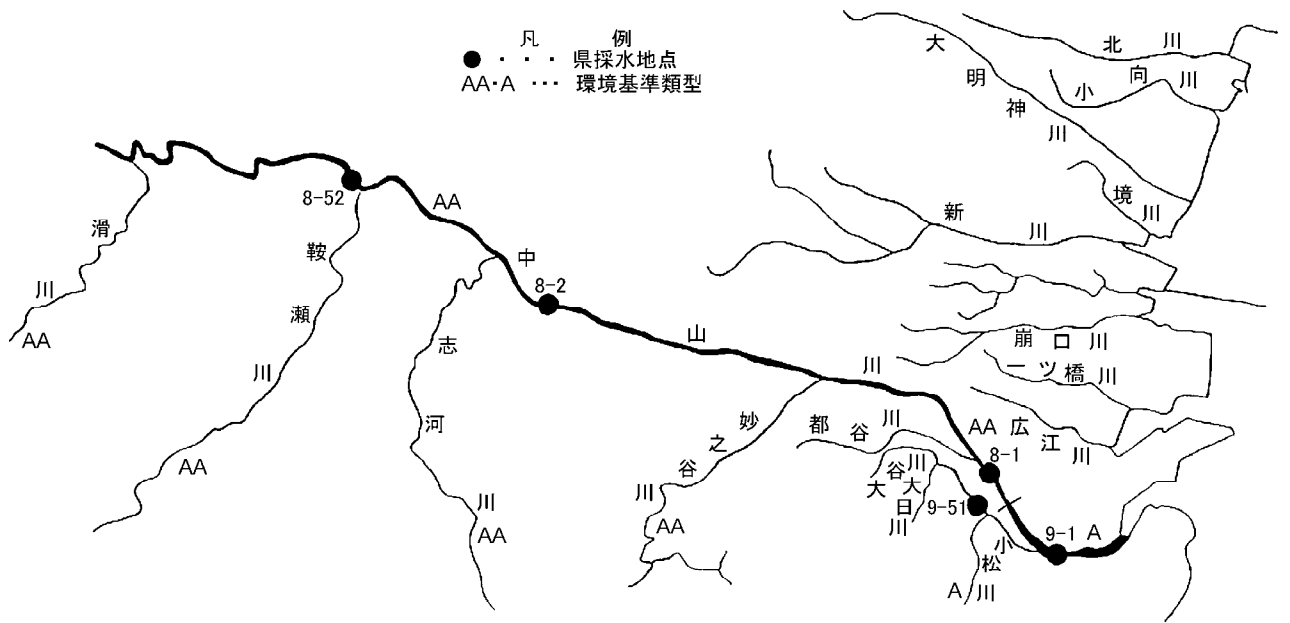 凡 例
● ・ ・ ・ 県採水地点
AA・A ・・・ 環境基準類型
北川
小向川
大明神川
境川
新川
崩口川
一ツ橋川
広江川
中山川
AA
AA
8-52
8-2
8-1
9-51
9-1
A
滑川
AA
鞍瀬川
AA
志河川
AA
妙之谷川
AA
都谷川
大谷川
大日川
小松川
A